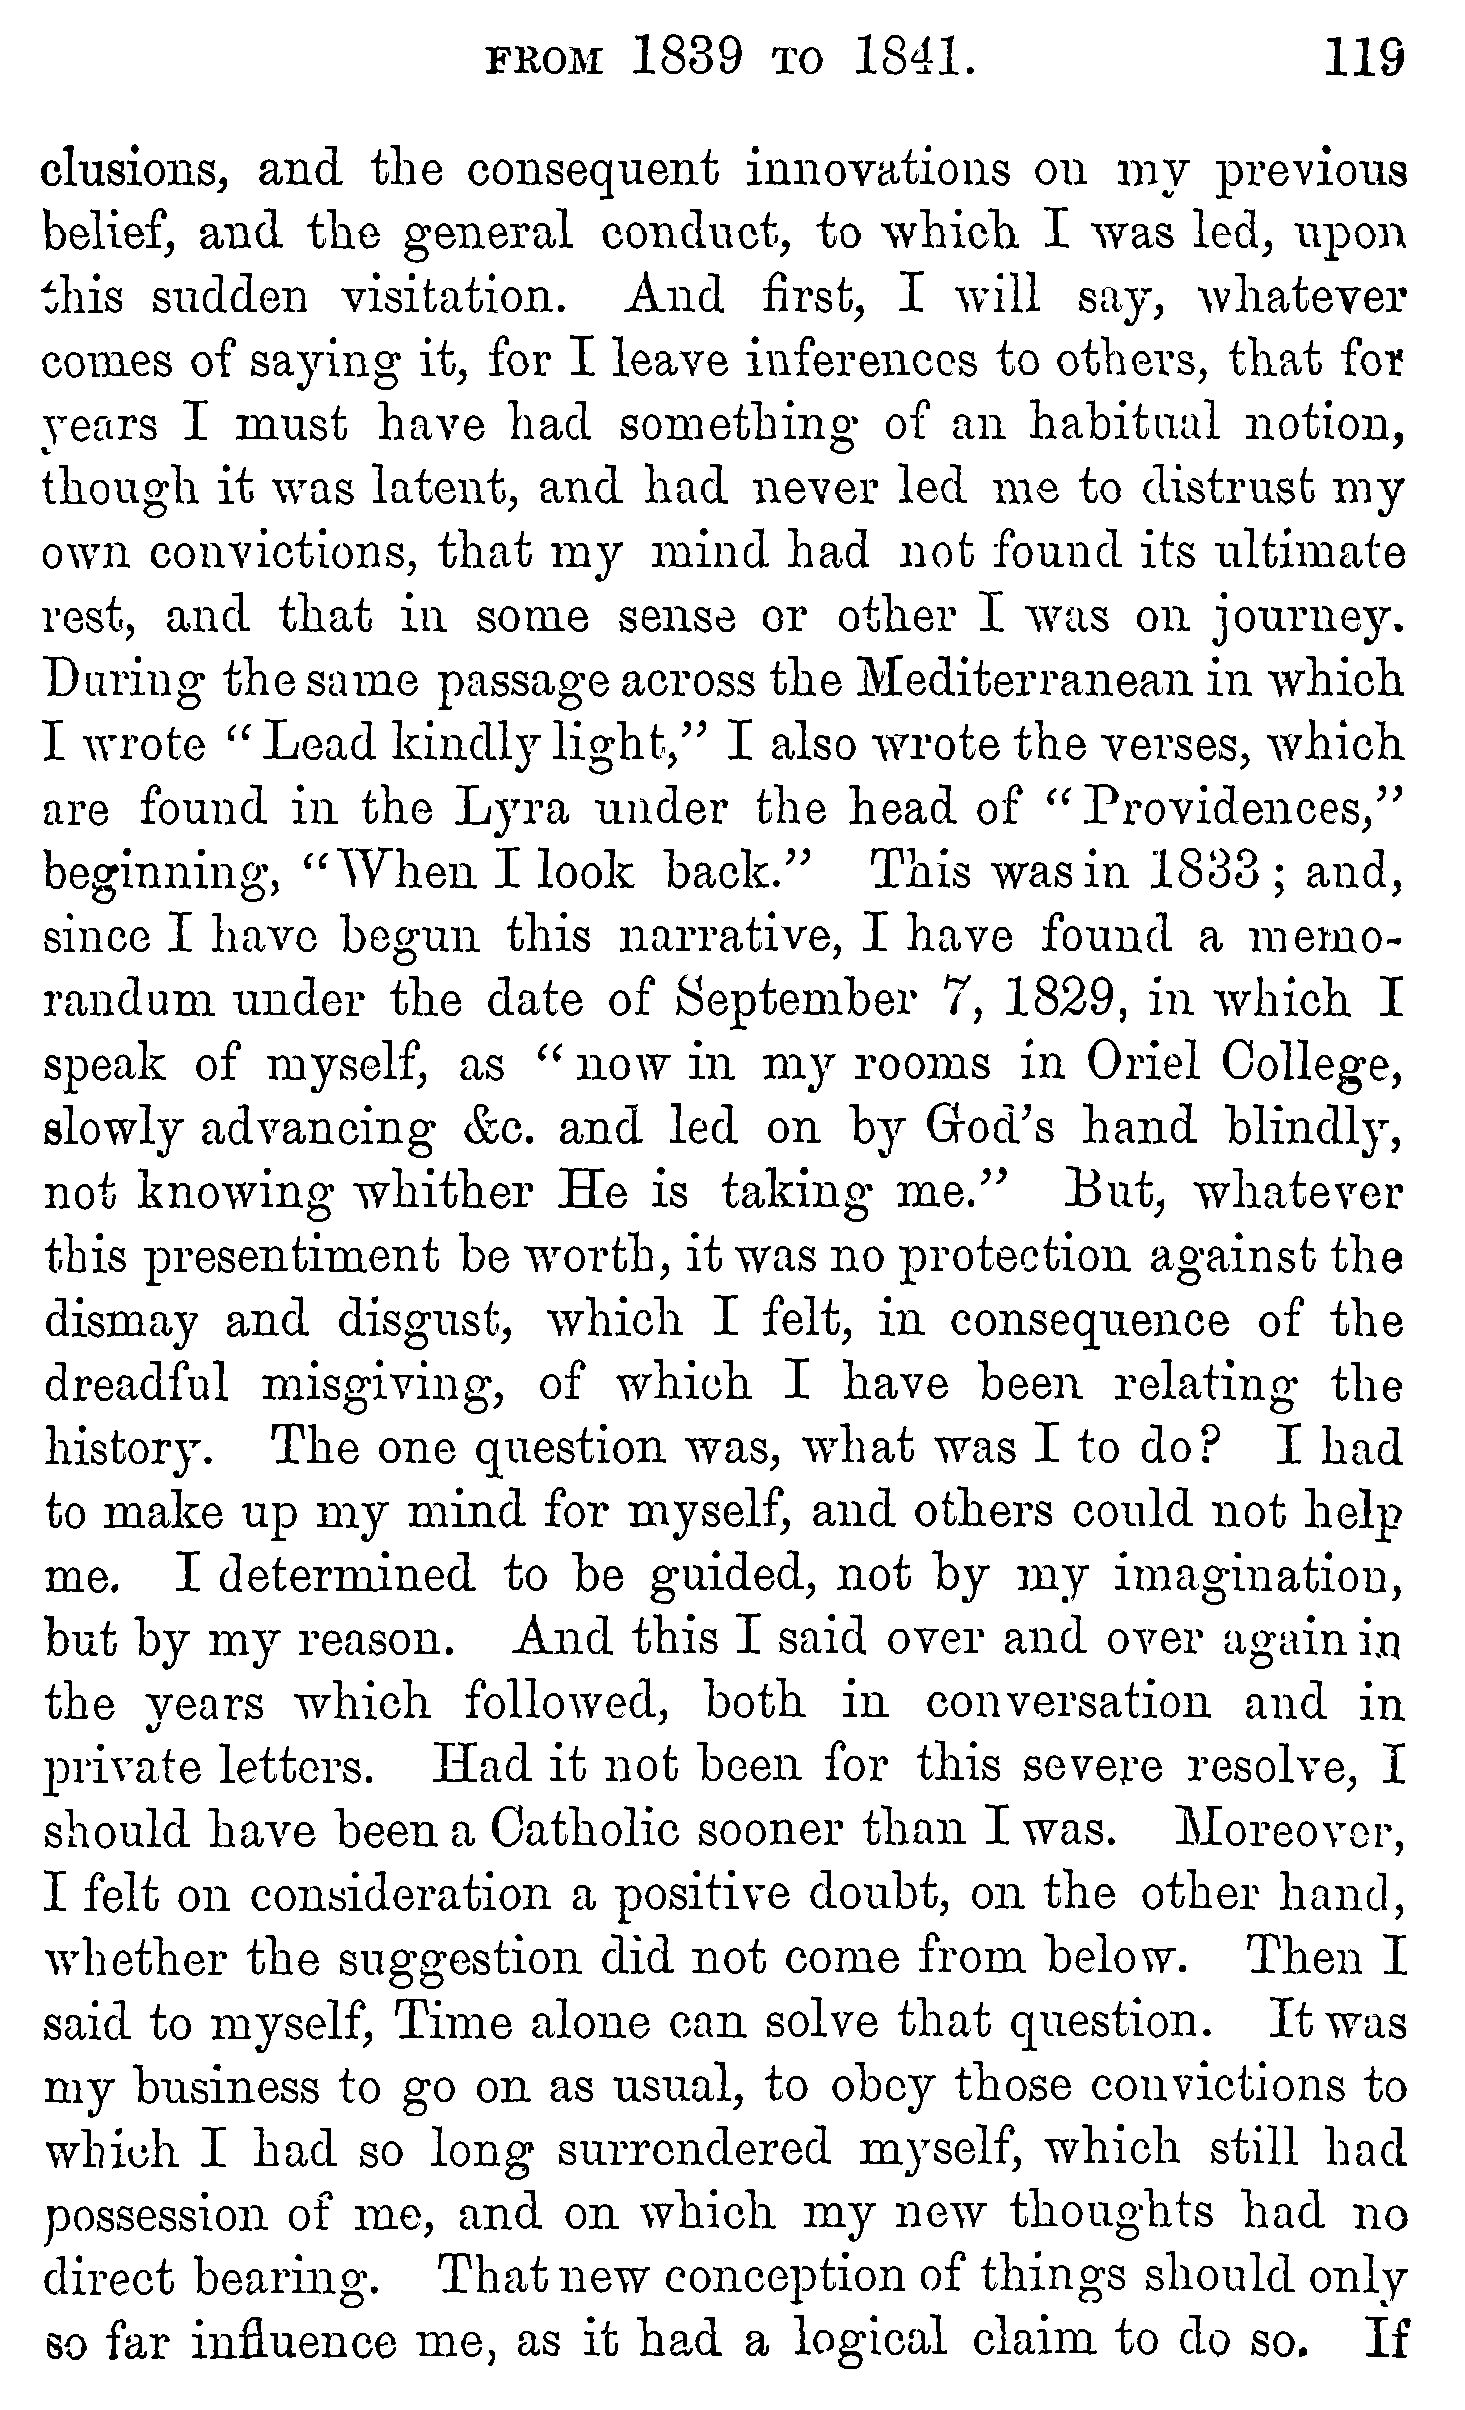 FROM 1839 TO 1841. 119
clusions, and the consequent innovations on my previous
belief, and the general conduct, to which I was led, upon
this sudden visitation. And first, I will say, whatever
comes of saying it, for I leave inferences to others, that for
years I must have had something of an habitual notion,
though it was latent, and had never led me to distrust my
own convictions, that my mind had not found its ultimate
rest, and that in some sense or other I was on journey.
During the same passage across the Mediterranean in which
I wrote “Lead kindly light,” I also wrote the verses, which
are found in the Lyra under the head of “Providences,”
beginning, “When I look back.” This was in 1833; and,
since I have begun this narrative, I have found a memo-
randum under the date of September 7, 1829, in which I
speak of myself, as “now in my rooms in Oriel College,
slowly advancing &c. and led on by God’s hand blindly,
not knowing whither He is taking me.” But, whatever
this presentiment be worth, it was no protection against the
dismay and disgust, which I felt, in consequence of the
dreadful misgiving, of which I have been relating the
history. The one question was, what was I to do? I had
to make up my mind for myself, and others could not help
me. I determined to be guided, not by my imagination,
but by my reason. And this I said over and over again in
the years which followed, both in conversation and in
private letters. Had it not been for this severe resolve, I
should have been a Catholic sooner than I was. Moreover,
I felt on consideration a positive doubt, on the other hand,
whether the suggestion did not come from below. Then I
said to myself, Time alone can solve that question. It was
my business to go on as usual, to obey those convictions to
which I had so long surrendered myself, which still had
possession of me, and on which my new thoughts had no
direct bearing. That new conception of things should only
so far influence me, as it had a logical claim to do so. If